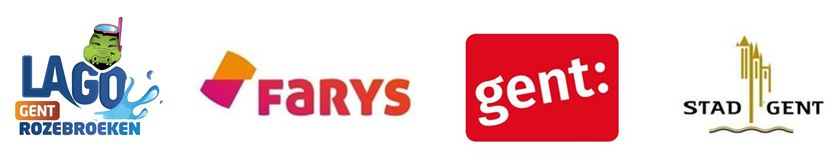 LAGO
GENT
ROZEBROEKEN
FARYS
gent:
STAD GENT